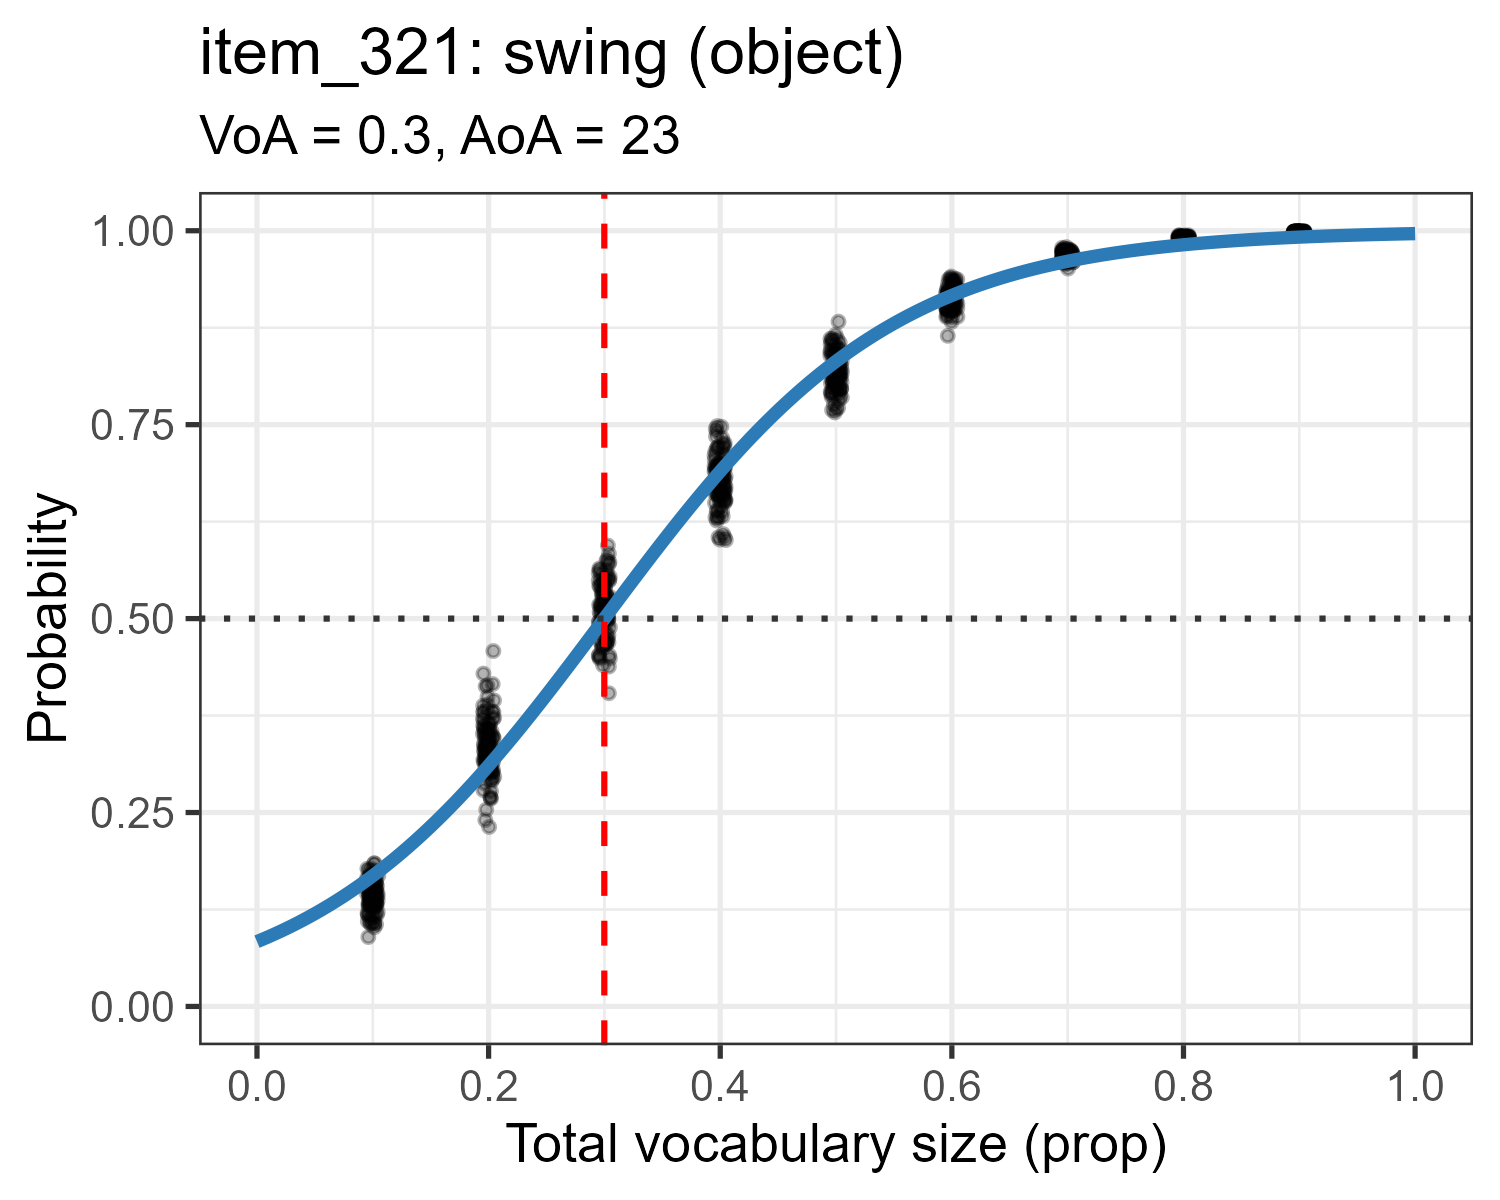 item_321: swing (object)
VoA = 0.3, AoA = 23
Probability
1.00
0.75
0.50
0.25
0.00
0.0 0.2 0.4 0.6 0.8 1.0
Total vocabulary size (prop)